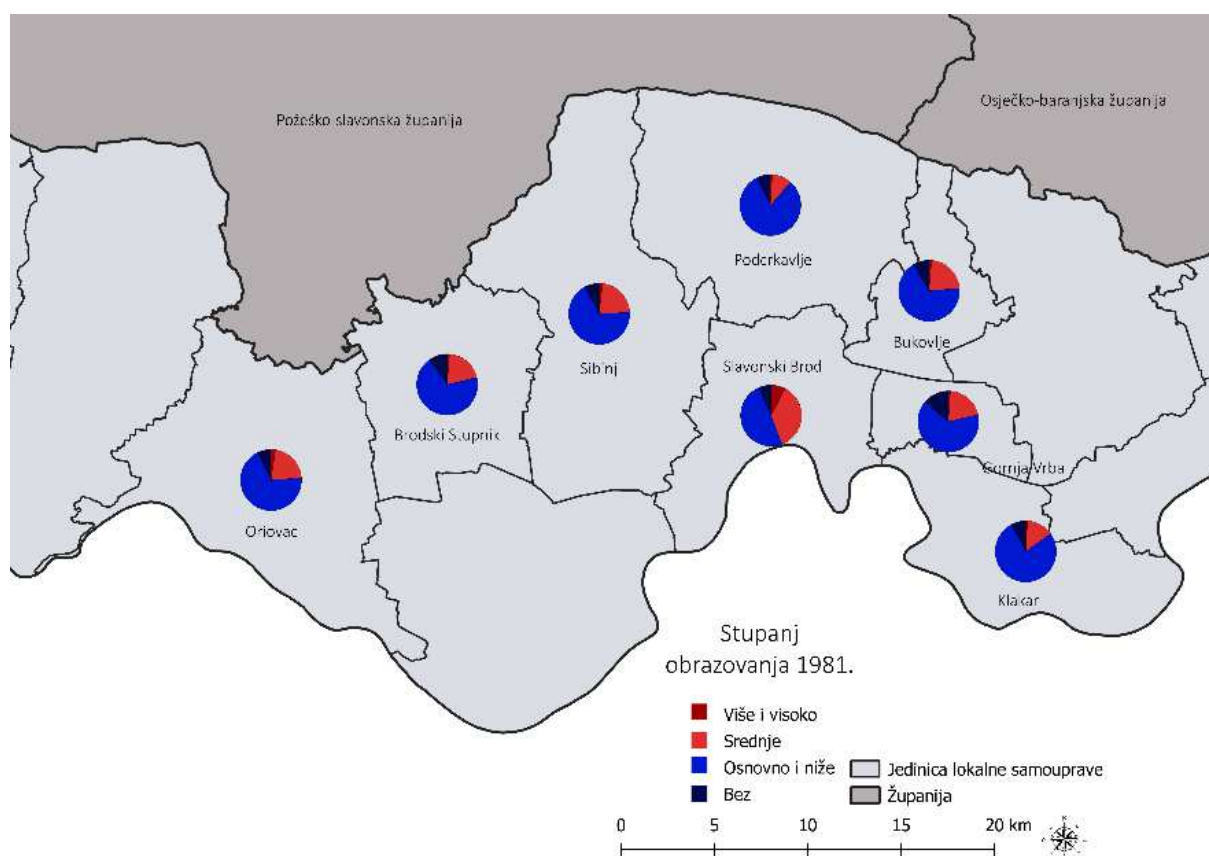 Požeško slavonska županija
Osječko-baranjska županija
Podcrkavlje
Bukovlje
Sibinj
Slavonski Brod
Brodski Stupnik
Gornja Vrba
Oriovac
Klakar
Stupanj
obrazovanja 1981.
Više i visoko
Srednje
Osnovno i niže
Jedinica lokalne samouprave
Bez
Županija
0 5 10 15 20 km